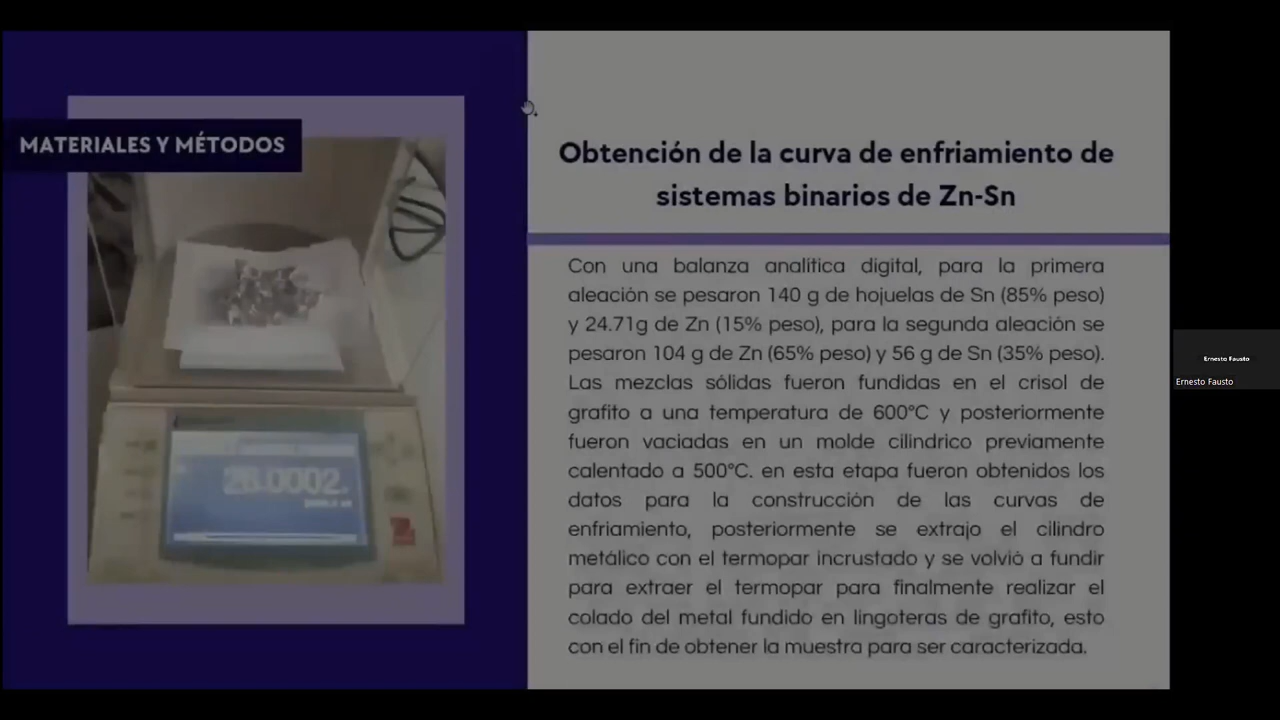 MATERIALES Y MÉTODOS
Obtención de la curva de enfriamiento de
sistemas binarios de Zn-Sn
Con una balanza analítica digital, para la primera
aleación se pesaron 140 g de hojuelas de Sn (85% peso)
y 24.71g de Zn (15% peso), para la segunda aleación se
pesaron 104 g de Zn (65% peso) y 56 g de Sn (35% peso).
Las mezclas sólidas fueron fundidas en el crisol de
grafito a una temperatura de 600°C y posteriormente
fueron vaciadas en un molde cilíndrico previamente
calentado a 500°C. en esta etapa fueron obtenidos los
datos para la construcción de las curvas de
enfriamiento, posteriormente se extrajo el cilindro
metálico con el termopar incrustado y se volvió a fundir
para extraer el termopar para finalmente realizar el
colado del metal fundido en lingoteras de grafito, esto
con el fin de obtener la muestra para ser caracterizada.
Ernesto Fausto
Ernesto Fausto